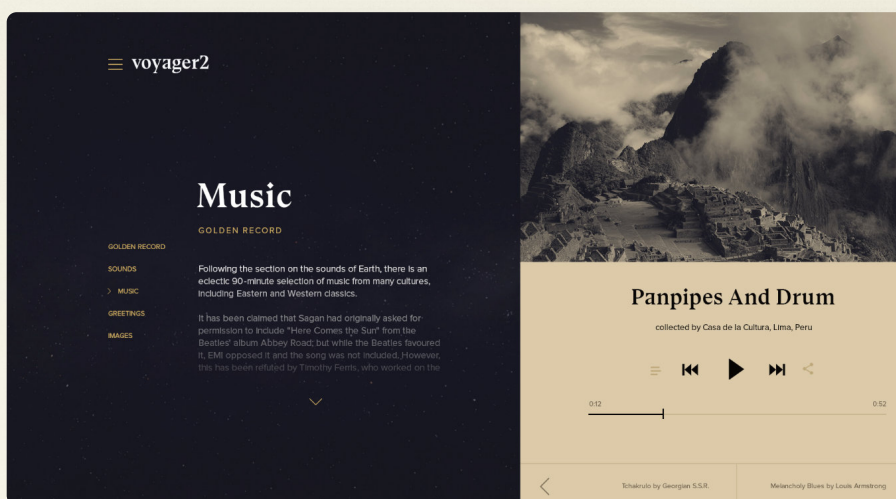 voyager2
Music
GOLDEN RECORD
GOLDEN RECORD
SOUNDS
MUSIC
GREETINGS
IMAGES
Following the section on the sounds of Earth, there is an
eclectic 90-minute selection of music from many cultures,
including Eastern and Western classics.
It has been claimed that Sagan had originally asked for
permission to include "Here Comes the Sun" from the
Beatles' album Abbey Road; but while the Beatles favoured
it, EMI opposed it and the song was not included. However,
this has been refuted by Timothy Ferris, who worked on the
Panpipes And Drum
collected by Casa de la Cultura, Lima, Peru
0:12
0:52
Tchakrulo by Georgian S.S.R.
Melancholy Blues by Louis Armstrong